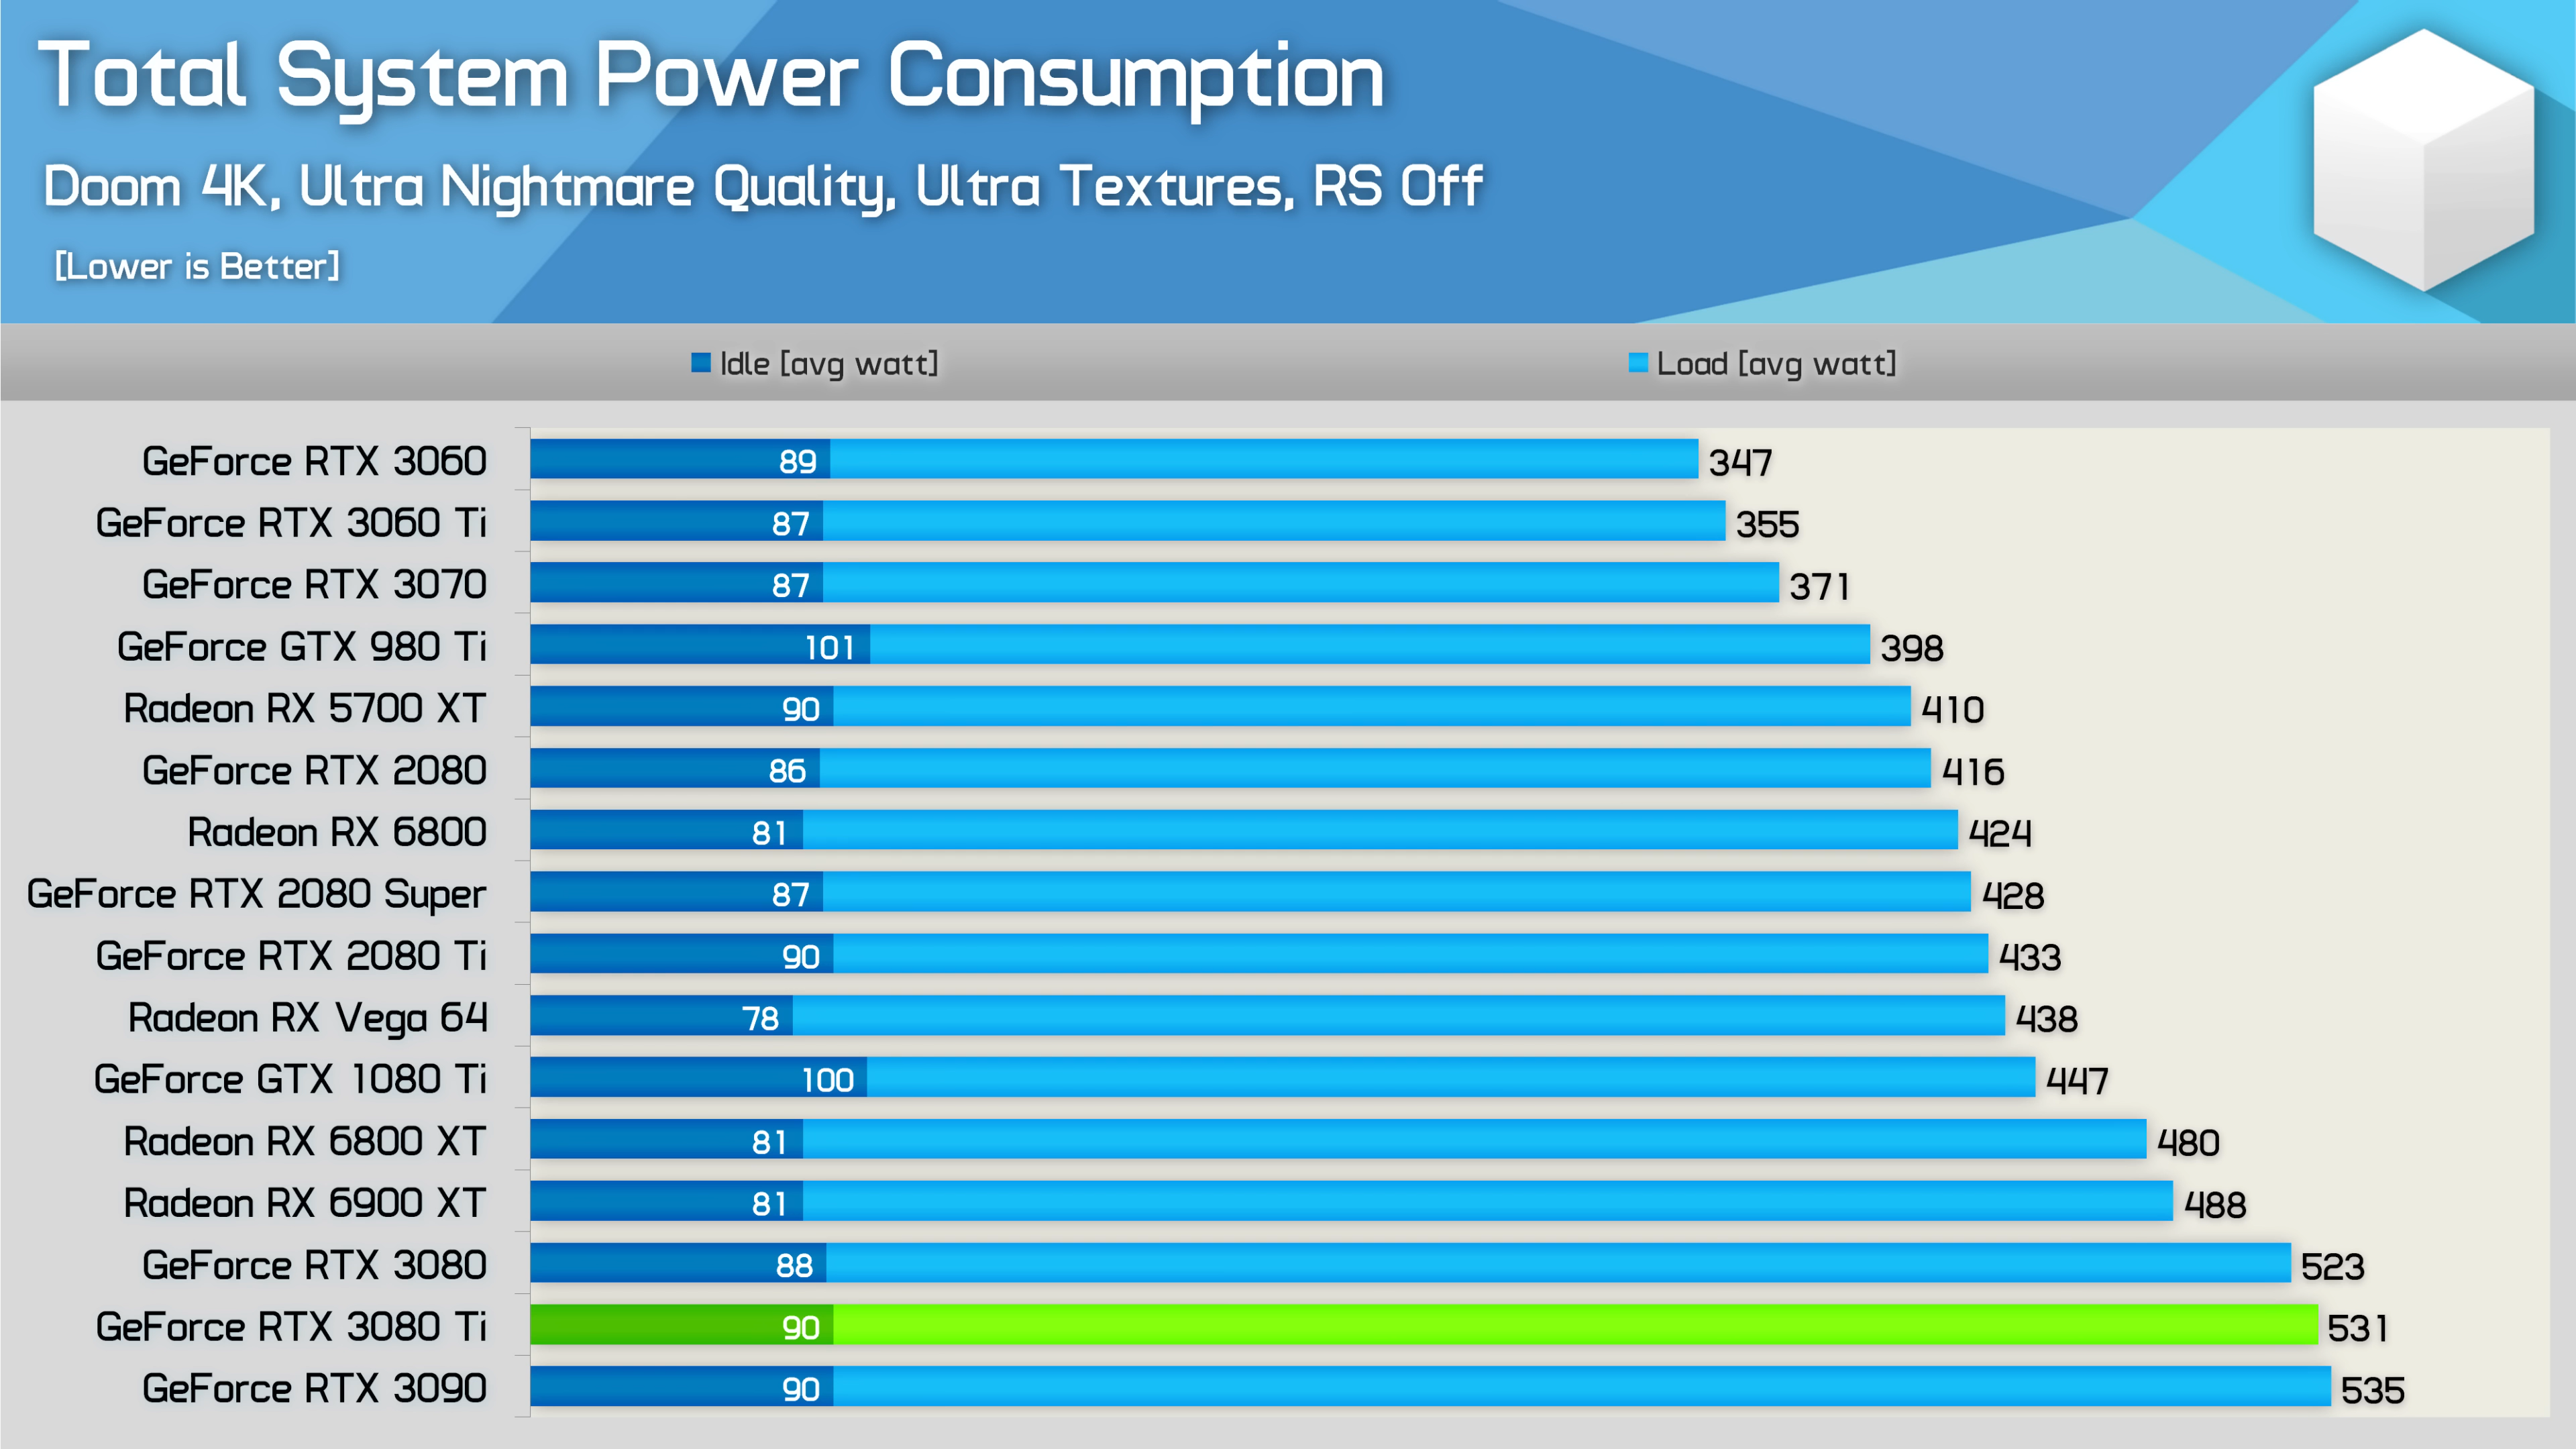 Total System Power Consumption
Doom 4K, Ultra Nightmare Quality, Ultra Textures, RS Off
[Lower is Better]
Idle [avg watt] Load [avg watt]
GeForce RTX 3060 89 347
GeForce RTX 3060 Ti 87 355
GeForce RTX 3070 87 371
GeForce GTX 980 Ti 101 398
Radeon RX 5700 XT 90 410
GeForce RTX 2080 86 416
Radeon RX 6800 81 424
GeForce RTX 2080 Super 87 428
GeForce RTX 2080 Ti 90 433
Radeon RX Vega 64 78 438
GeForce GTX 1080 Ti 100 447
Radeon RX 6800 XT 81 480
Radeon RX 6900 XT 81 488
GeForce RTX 3080 88 523
GeForce RTX 3080 Ti 90 531
GeForce RTX 3090 90 535